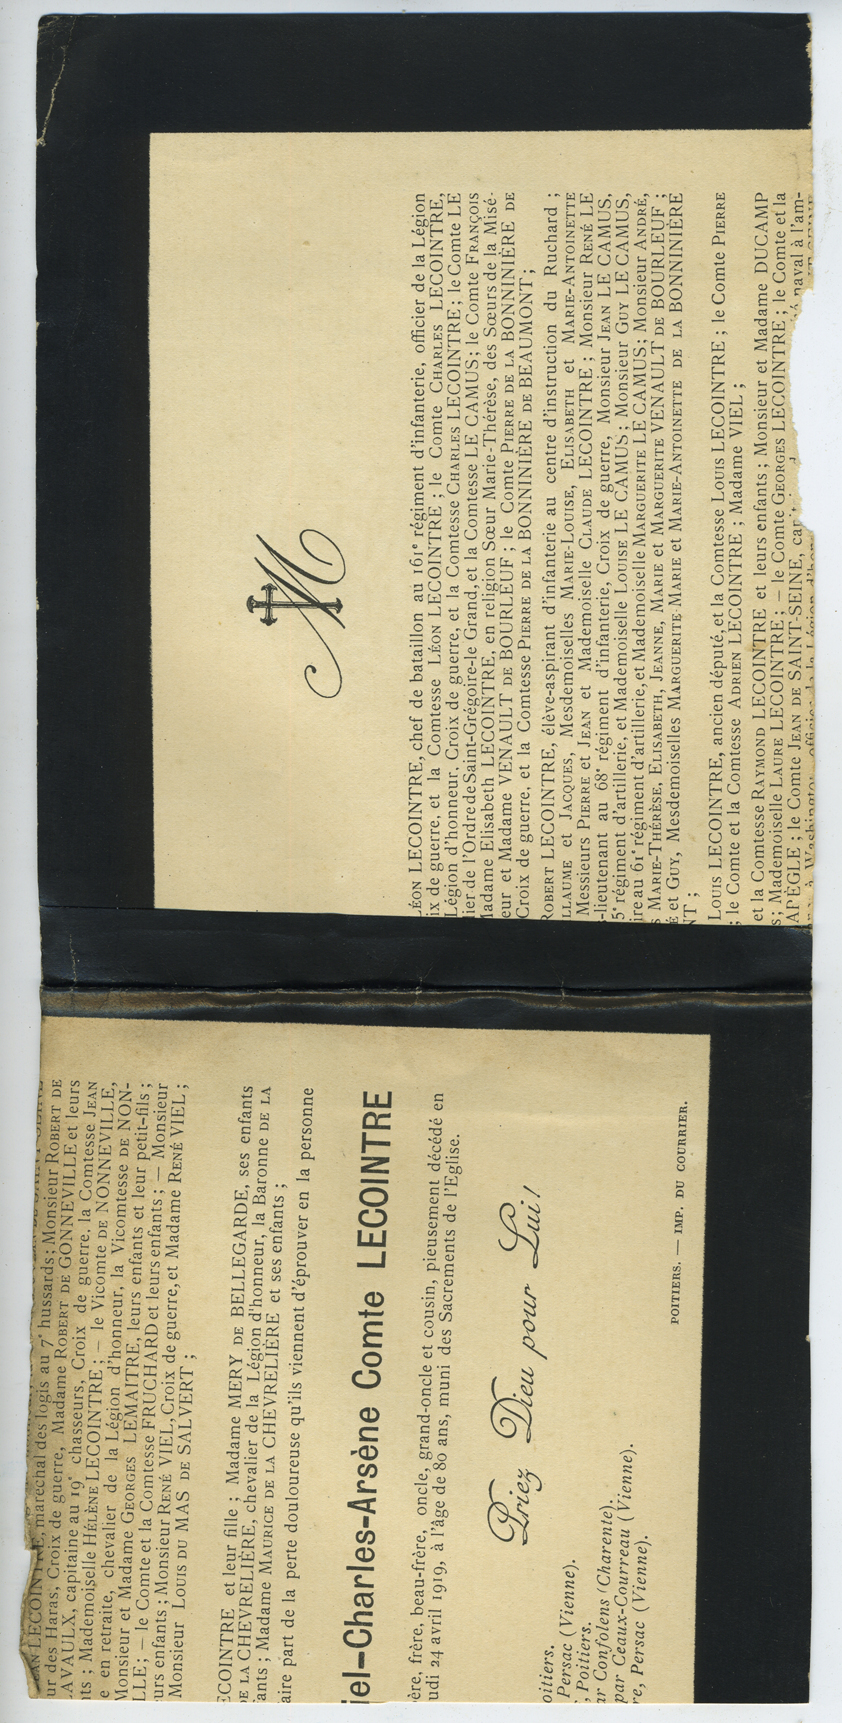 M
LÉON LECOINTRE, chef de bataillon au 161e régiment d'infanterie, officier de la Légion
ix de guerre, et la Comtesse LÉON LECOINTRE ; le Comte CHARLES LECOINTRE,
Légion d'honneur, Croix de guerre, et la Comtesse CHARLES LECOINTRE ; le Comte LE
lier de l'Ordre de Saint-Grégoire-le Grand, et la Comtesse LE CAMUS ; le Comte FRANÇOIS
Madame Elisabeth LECOINTRE, en religion Sœur Marie-Thérèse, des Sœurs de la Misé-
eur et Madame VENAULT DE BOURLEUF ; le Comte PIERRE DE LA BONNINIÈRE DE
Croix de guerre, et la Comtesse PIERRE DE LA BONNINIÈRE DE BEAUMONT ;
ROBERT LECOINTRE, élève-aspirant d'infanterie au centre d'instruction du Ruchard ;
LLAUME et JACQUES, Mesdemoiselles MARIE-LOUISE, ELISABETH et MARIE-ANTOINETTE
Messieurs PIERRE et JEAN et Mademoiselle CLAUDE LECOINTRE ; Monsieur RENÉ LE
-lieutenant au 68e régiment d'infanterie, Croix de guerre, Monsieur JEAN LE CAMUS,
5e régiment d'artillerie, et Mademoiselle LOUISE LE CAMUS ; Monsieur GUY LE CAMUS,
ire au 61e régiment d'artillerie, et Mademoiselle MARGUERITE LE CAMUS ; Monsieur ANDRÉ,
s MARIE-THÉRÈSE, ELISABETH, JEANNE, MARIE et MARGUERITE VENAULT DE BOURLEUF ;
É et GUY, Mesdemoiselles MARGUERITE-MARIE et MARIE-ANTOINETTE DE LA BONNINIÈRE
NT ;
LOUIS LECOINTRE, ancien député, et la Comtesse LOUIS LECOINTRE ; le Comte PIERRE
; le Comte et la Comtesse ADRIEN LECOINTRE ; Madame VIEL ;
et la Comtesse RAYMOND LECOINTRE et leurs enfants ; Monsieur et Madame DUCAMP
s ; Mademoiselle LAURE LECOINTRE ; — le Comte GEORGES LECOINTRE ; le Comte et la
APÈGLE ; le Comte JEAN DE SAINT-SEINE, naval à l'am-
à Washington, officier de la Légion d'hon
LECOINTRE, maréchal des logis au 7e hussards ; Monsieur ROBERT DE
ur des Haras, Croix de guerre, Madame ROBERT DE GONNEVILLE et leurs
AVAULX, capitaine au 19e chasseurs, Croix de guerre, la Comtesse JEAN
ts ; Mademoiselle HÉLÈNE LECOINTRE ; — le Vicomte DE NONNEVILLE,
e en retraite, chevalier de la Légion d'honneur, la Vicomtesse DE NON-
Monsieur et Madame GEORGES LEMAITRE, leurs enfants et leur petit-fils ;
LLE ; — le Comte et la Comtesse FRUCHARD et leurs enfants ; — Monsieur
urs enfants ; Monsieur RENÉ VIEL, Croix de guerre, et Madame RENÉ VIEL ;
Monsieur LOUIS DU MAS DE SALVERT ;
ECOINTRE et leur fille ; Madame MERY DE BELLEGARDE, ses enfants
DE LA CHEVRELIÈRE, chevalier de la Légion d'honneur, la Baronne DE LA
ants ; Madame MAURICE DE LA CHEVRELIÈRE et ses enfants ;
aire part de la perte douloureuse qu'ils viennent d'éprouver en la personne
iel-Charles-Arsène Comte LECOINTRE
ère, frère, beau-frère, oncle, grand-oncle et cousin, pieusement décédé en
udi 24 avril 1919, à l'âge de 80 ans, muni des Sacrements de l'Eglise.
Priez Dieu pour Lui !
oitiers.
Persac (Vienne).
, Poitiers.
ar Confolens (Charente).
par Ceaux-Courreau (Vienne).
re, Persac (Vienne).
POITIERS. — IMP. DU COURRIER.